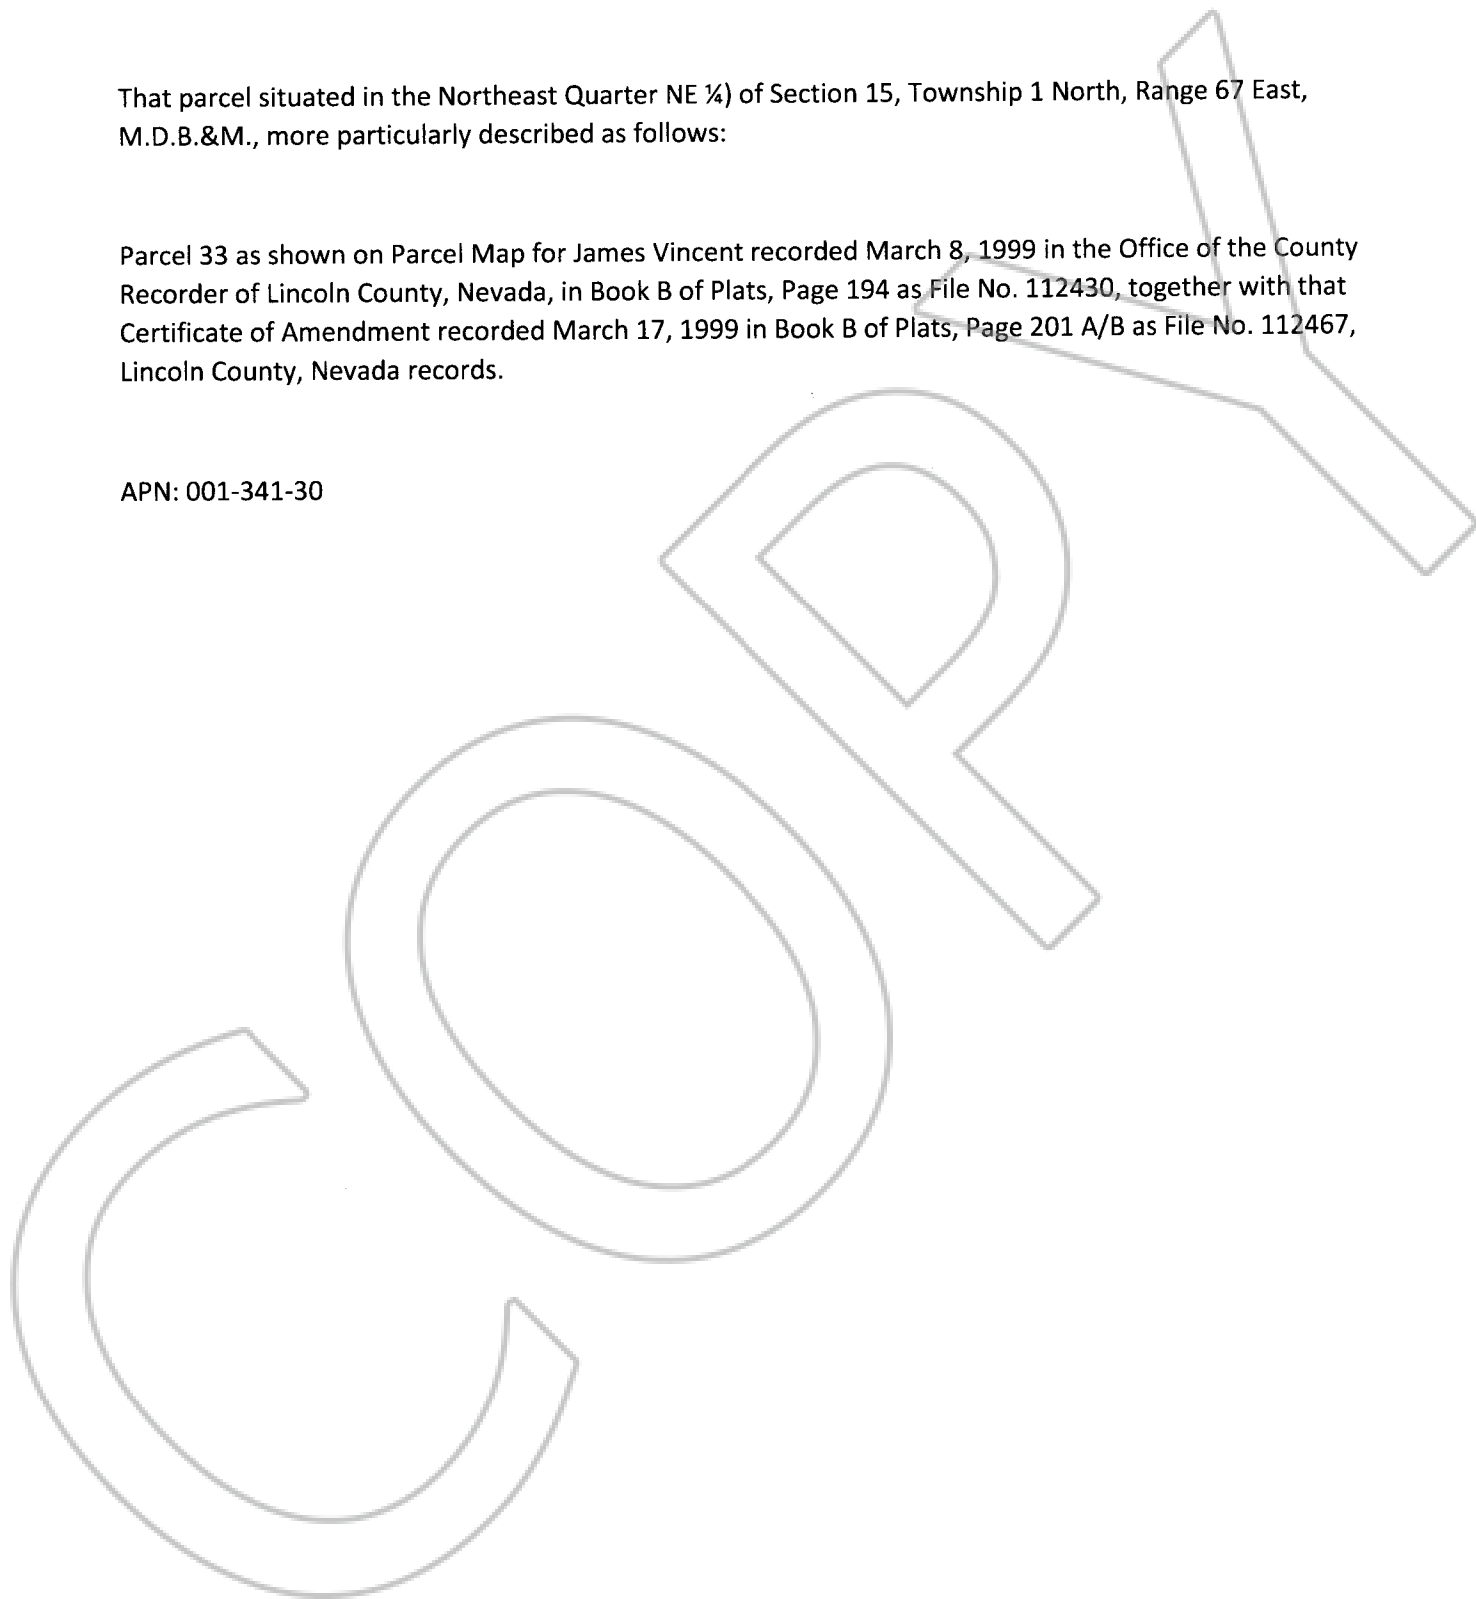 That parcel situated in the Northeast Quarter NE ¼) of Section 15, Township 1 North, Range 67 East,
M.D.B.&M., more particularly described as follows:
Parcel 33 as shown on Parcel Map for James Vincent recorded March 8, 1999 in the Office of the County
Recorder of Lincoln County, Nevada, in Book B of Plats, Page 194 as File No. 112430, together with that
Certificate of Amendment recorded March 17, 1999 in Book B of Plats, Page 201 A/B as File No. 112467,
Lincoln County, Nevada records.
APN: 001-341-30
COPY